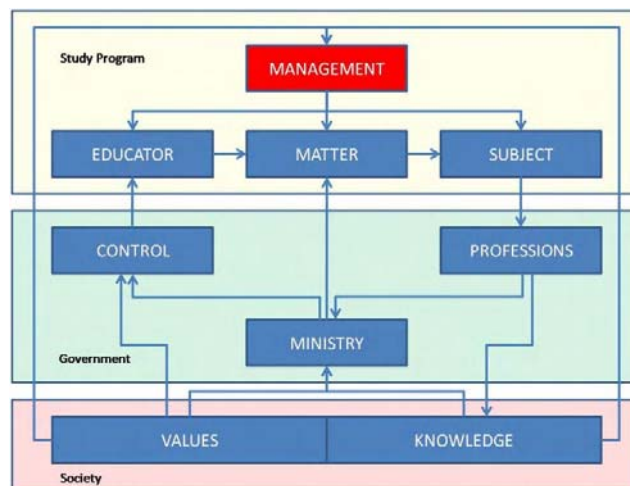 Study Program
MANAGEMENT
EDUCATOR
MATTER
SUBJECT
CONTROL
PROFESSIONS
MINISTRY
Government
VALUES
KNOWLEDGE
Society